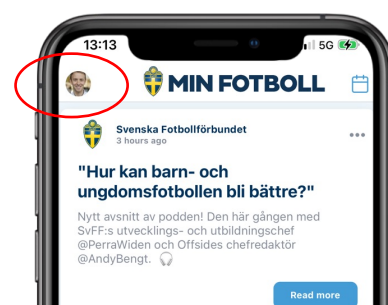 13:13
5G
MIN FOTBOLL
Svenska Fotbollförbundet
3 hours ago
"Hur kan barn- och
ungdomsfotbollen bli bättre?"
Nytt avsnitt av podden! Den här gången med
SvFF:s utvecklings- och utbildningschef
@PerraWiden och Offsides chefredaktör
@AndyBengt.
Read more